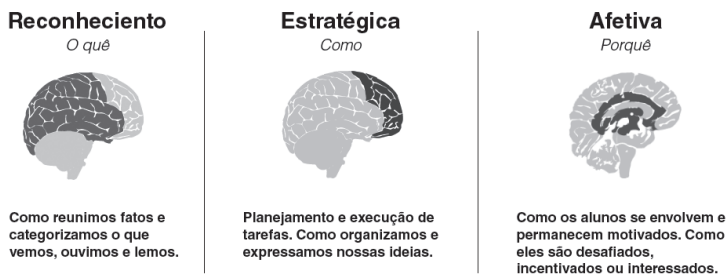 Reconheciento
O quê
Como reunimos fatos e
categorizamos o que
vemos, ouvimos e lemos.
Estratégica
Como
Planejamento e execução de
tarefas. Como organizamos e
expressamos nossas ideias.
Afetiva
Porquê
Como os alunos se envolvem e
permanecem motivados. Como
eles são desafiados,
incentivados ou interessados.